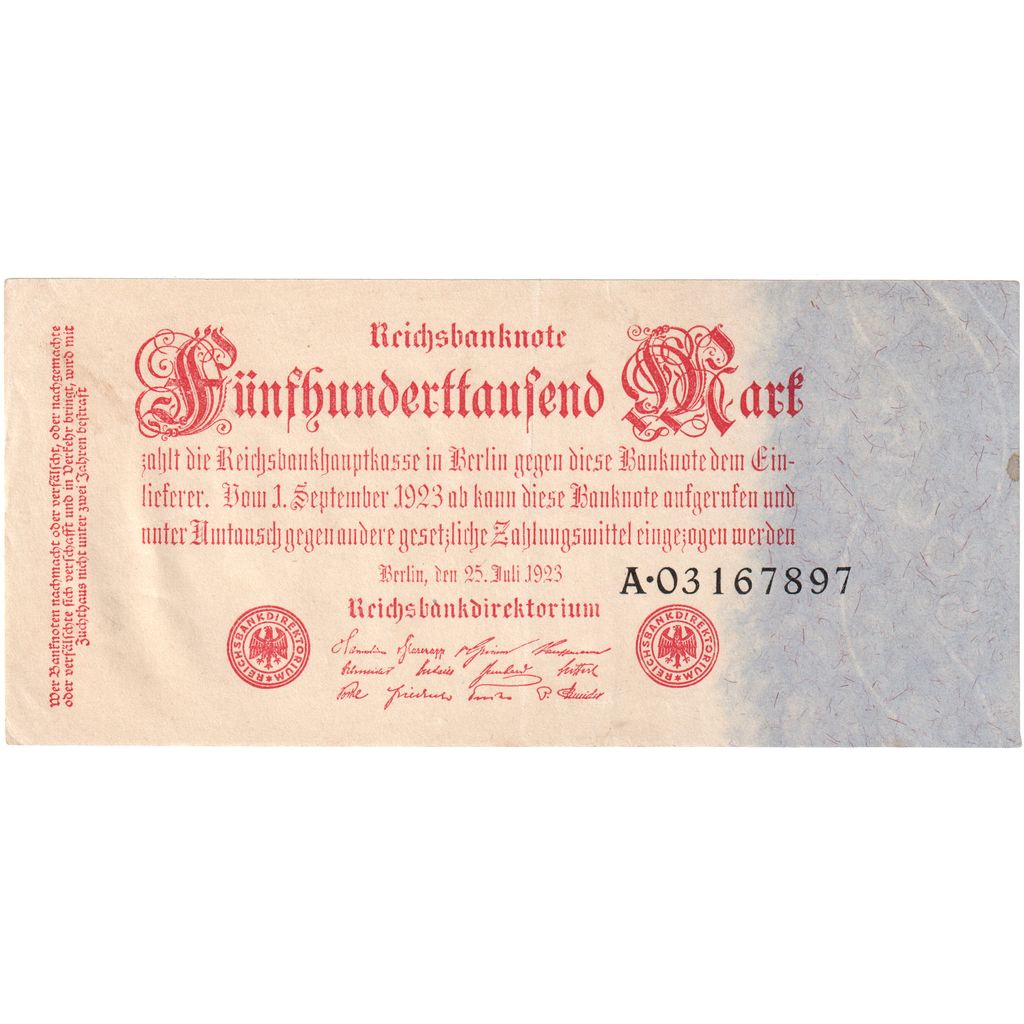 Wer Banknoten nachmacht oder verfälscht, oder nachgemachte
oder verfälschte sich verschafft und in Verkehr bringt, wird mit
Zuchthaus nicht unter zwei Jahren bestraft
Reichsbanknote
Fünfhunderttausend Mark
zahlt die Reichsbankhauptkasse in Berlin gegen diese Banknote dem Ein-
lieferer. Vom 1. September 1923 ab kann diese Banknote aufgerufen und
unter Umtausch gegen andere gesetzliche Zahlungsmittel eingezogen werden
Berlin, den 25. Juli 1923
A·03167897
Reichsbankdirektorium
REICHSBANKDIREKTORIUM
REICHSBANKDIREKTORIUM